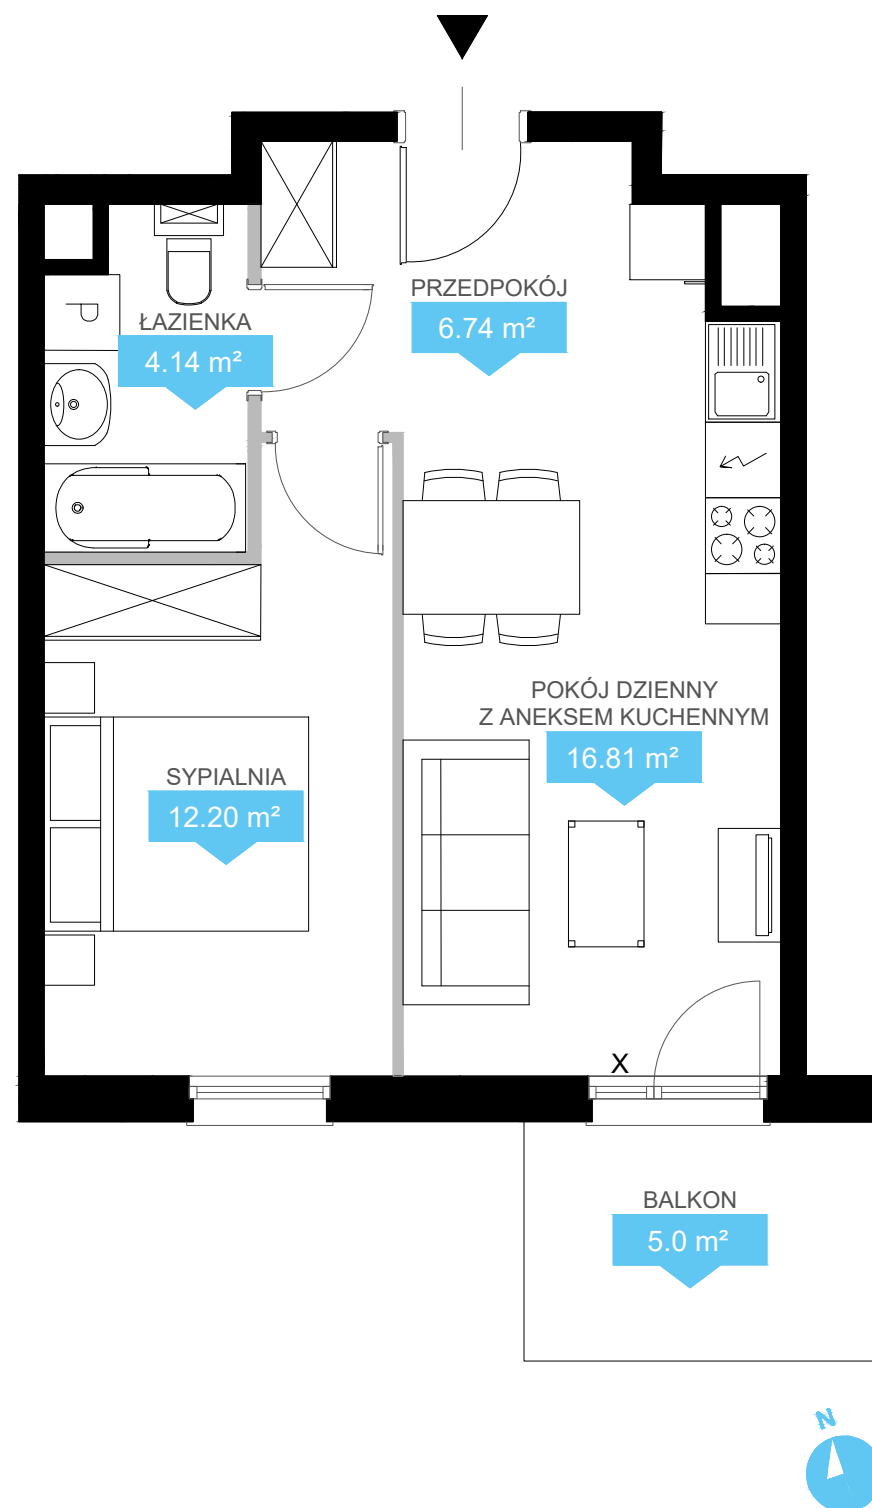 PRZEDPOKÓJ
6.74 m²
ŁAZIENKA
4.14 m²
P
POKÓJ DZIENNY
Z ANEKSEM KUCHENNYM
16.81 m²
SYPIALNIA
12.20 m²
X
BALKON
5.0 m²
N